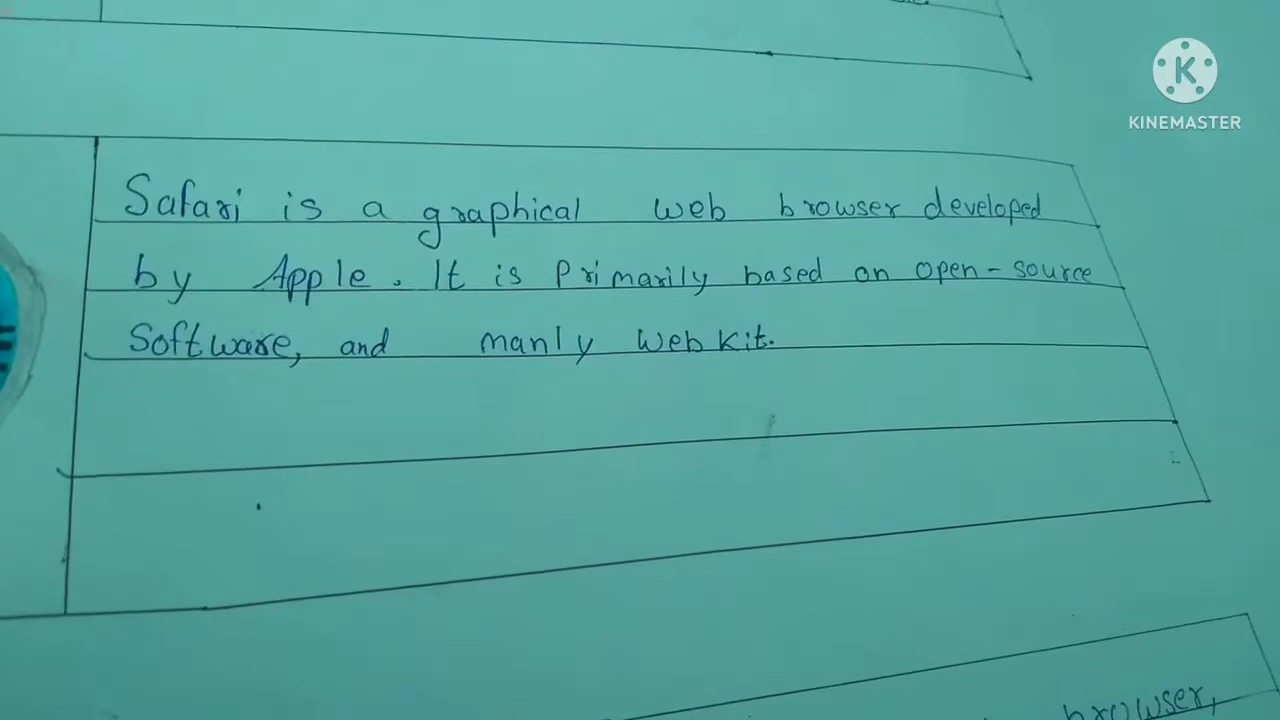 KINEMASTER
Safari is a graphical web browser developed
by Apple. It is Primarily based on open-source
Software, and manly Webkit.
browser,